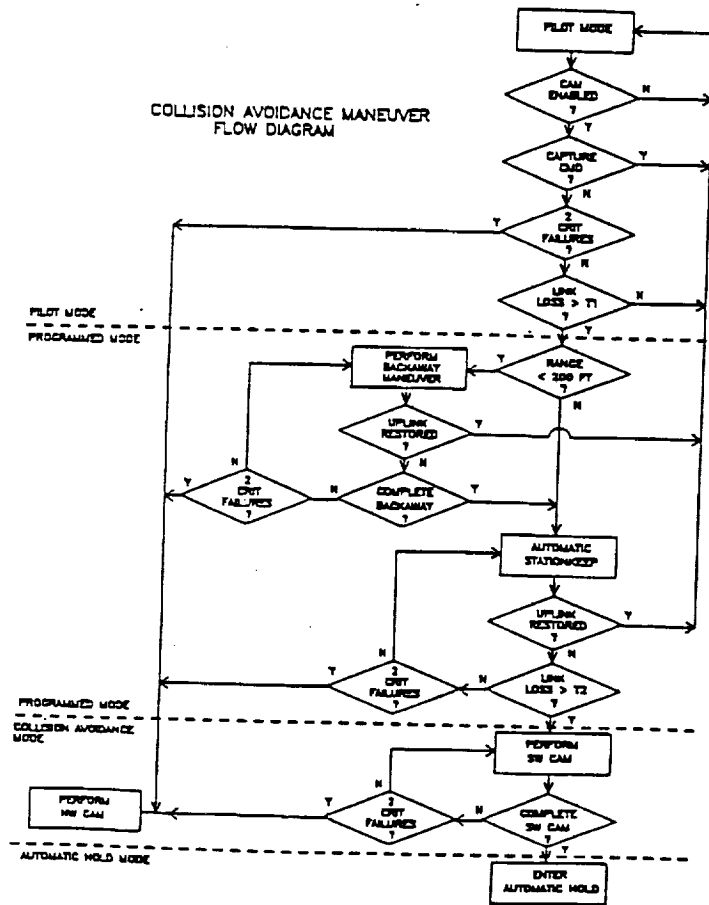 PILOT MODE
CAM
ENABLED
?
N
Y
COLLISION AVOIDANCE MANEUVER
FLOW DIAGRAM
CAPTURE
CMD
?
Y
N
2
CRIT
FAILURES
?
Y
N
LINK
LOSS > T1
?
N
Y
PILOT MODE
PROGRAMMED MODE
PERFORM
BACKAWAY
MANEUVER
Y
RANGE
< 200 FT
?
N
UPLINK
RESTORED
?
Y
N
Y
2
CRIT
FAILURES
?
N
N
COMPLETE
BACKAWAY
?
Y
AUTOMATIC
STATIONKEEP
UPLINK
RESTORED
?
Y
N
Y
2
CRIT
FAILURES
?
N
N
LINK
LOSS > T2
?
Y
PROGRAMMED MODE
COLLISION AVOIDANCE
MODE
PERFORM
SW CAM
PERFORM
HW CAM
Y
2
CRIT
FAILURES
?
N
N
COMPLETE
SW CAM
?
Y
AUTOMATIC HOLD MODE
ENTER
AUTOMATIC HOLD